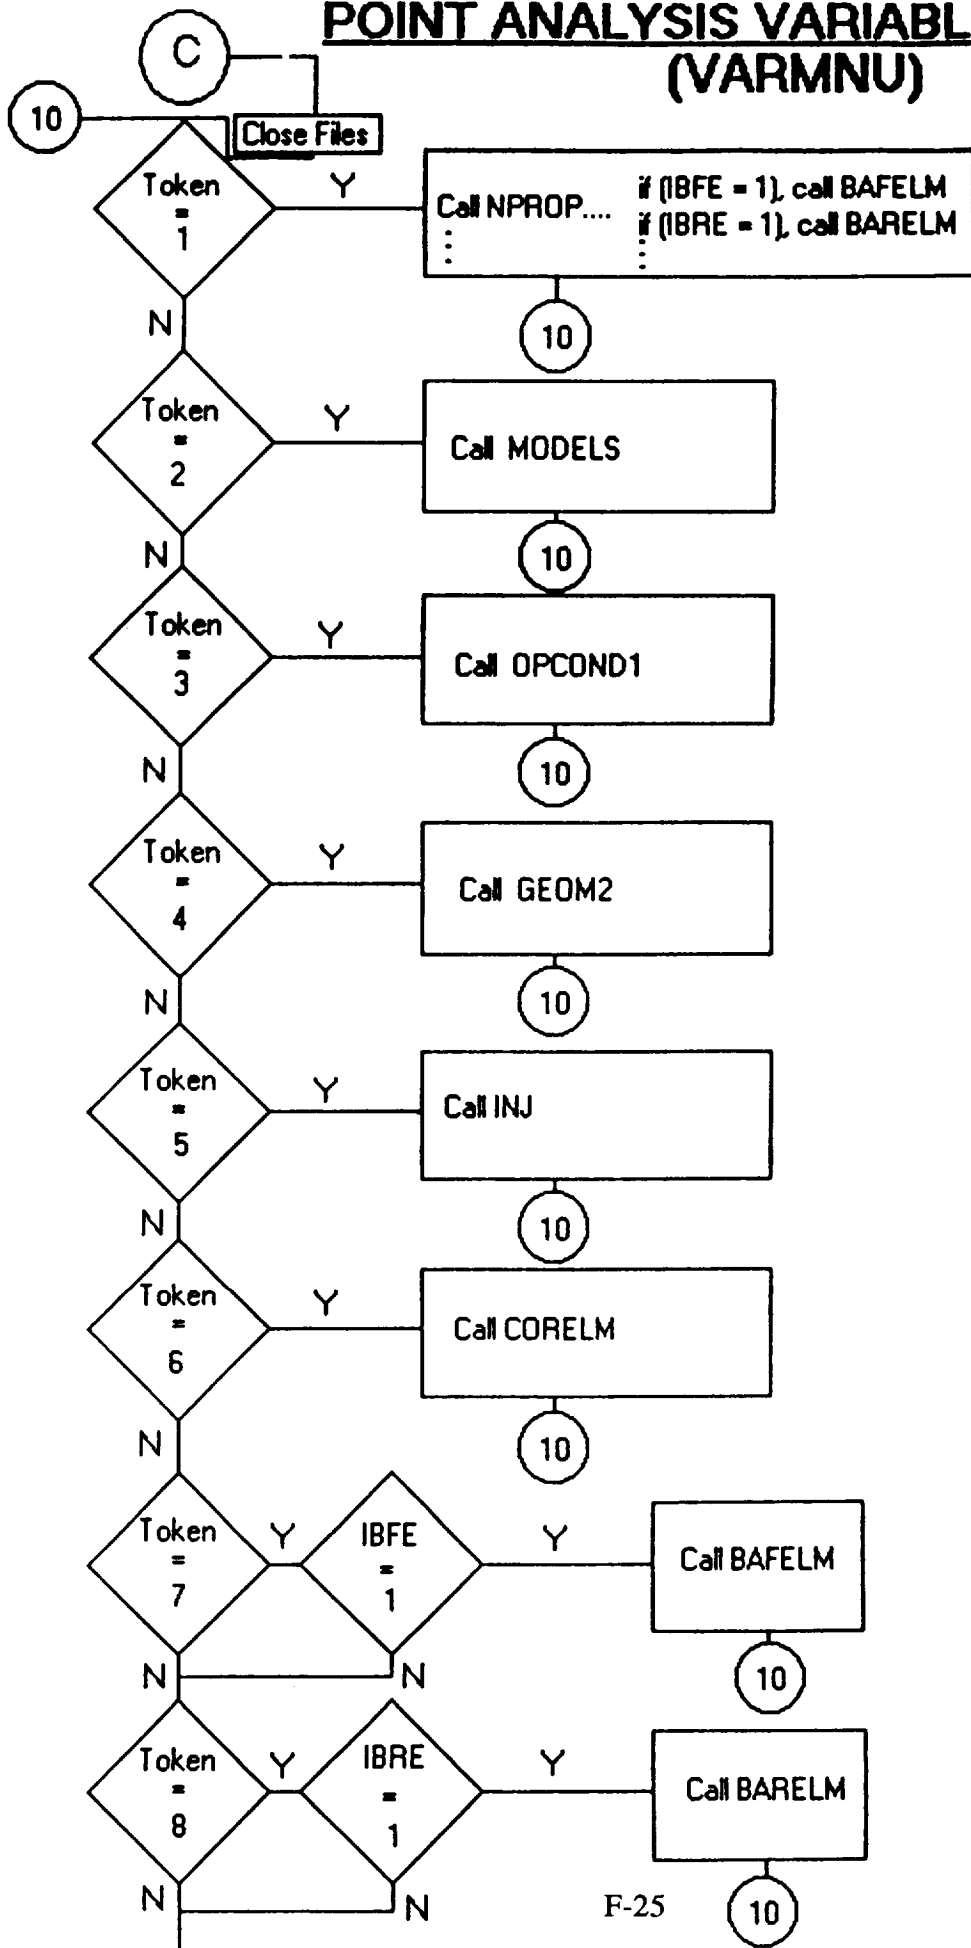 POINT ANALYSIS VARIABL
(VARMNU)
C
10
Close Files
Token
=
1
Y
Call NPROP....
if (IBFE = 1), call BAFELM
if (IBRE = 1), call BARELM
10
N
Token
=
2
Y
Call MODELS
10
N
Token
=
3
Y
Call OPCOND1
10
N
Token
=
4
Y
Call GEOM2
10
N
Token
=
5
Y
Call INJ
10
N
Token
=
6
Y
Call CORELM
10
N
Token
=
7
Y
IBFE
=
1
Y
Call BAFELM
10
N
N
Token
=
8
Y
IBRE
=
1
Y
Call BARELM
10
N
N
F-25